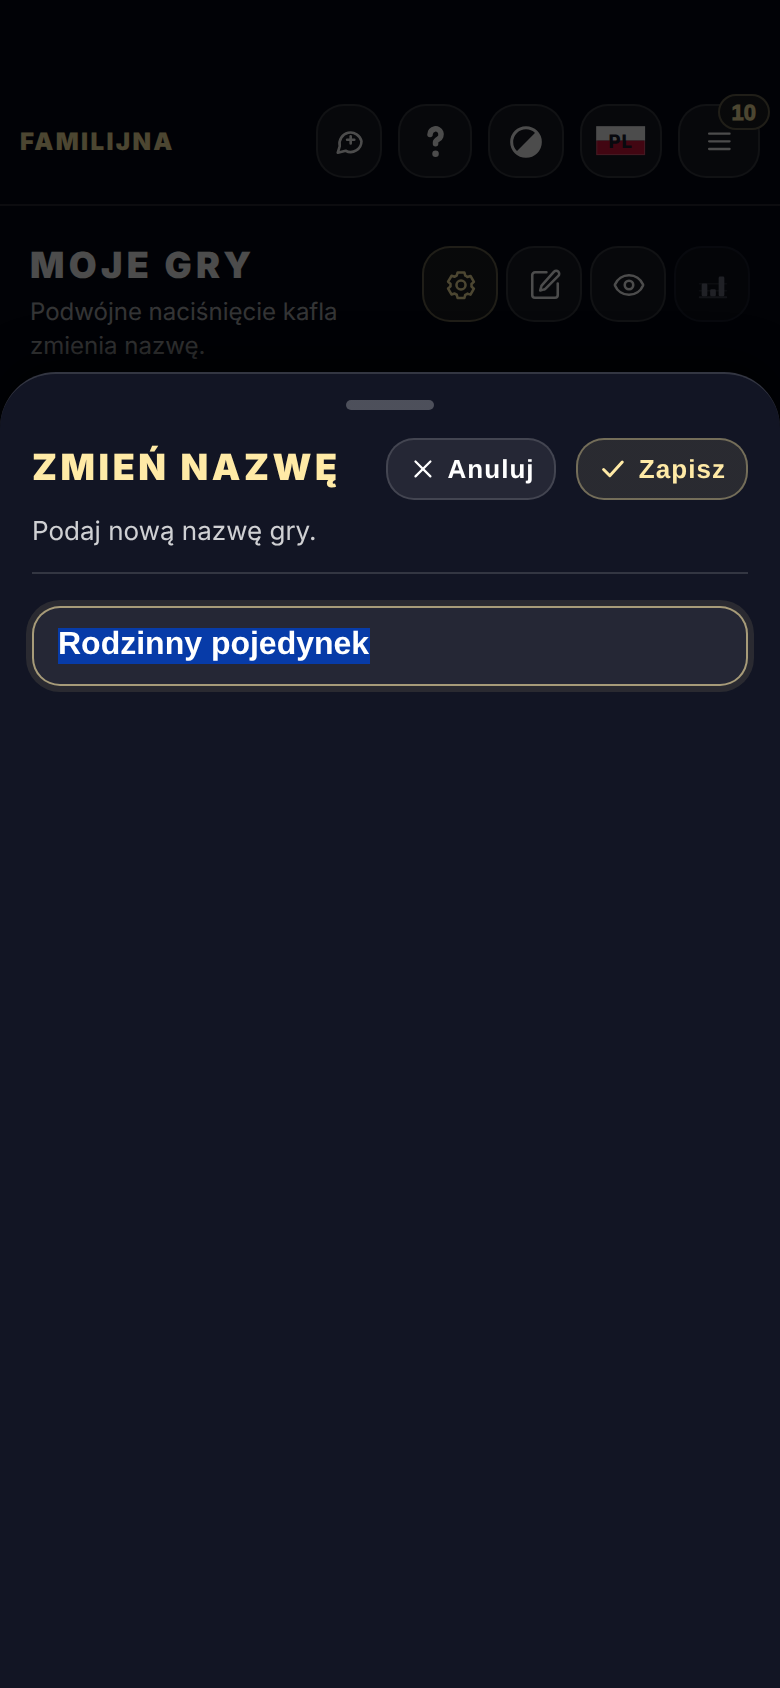 FAMILIJNA
PL
10
MOJE GRY
Podwójne naciśnięcie kafla
zmienia nazwę.
ZMIEŃ NAZWĘ
Anuluj
Zapisz
Podaj nową nazwę gry.
Rodzinny pojedynek